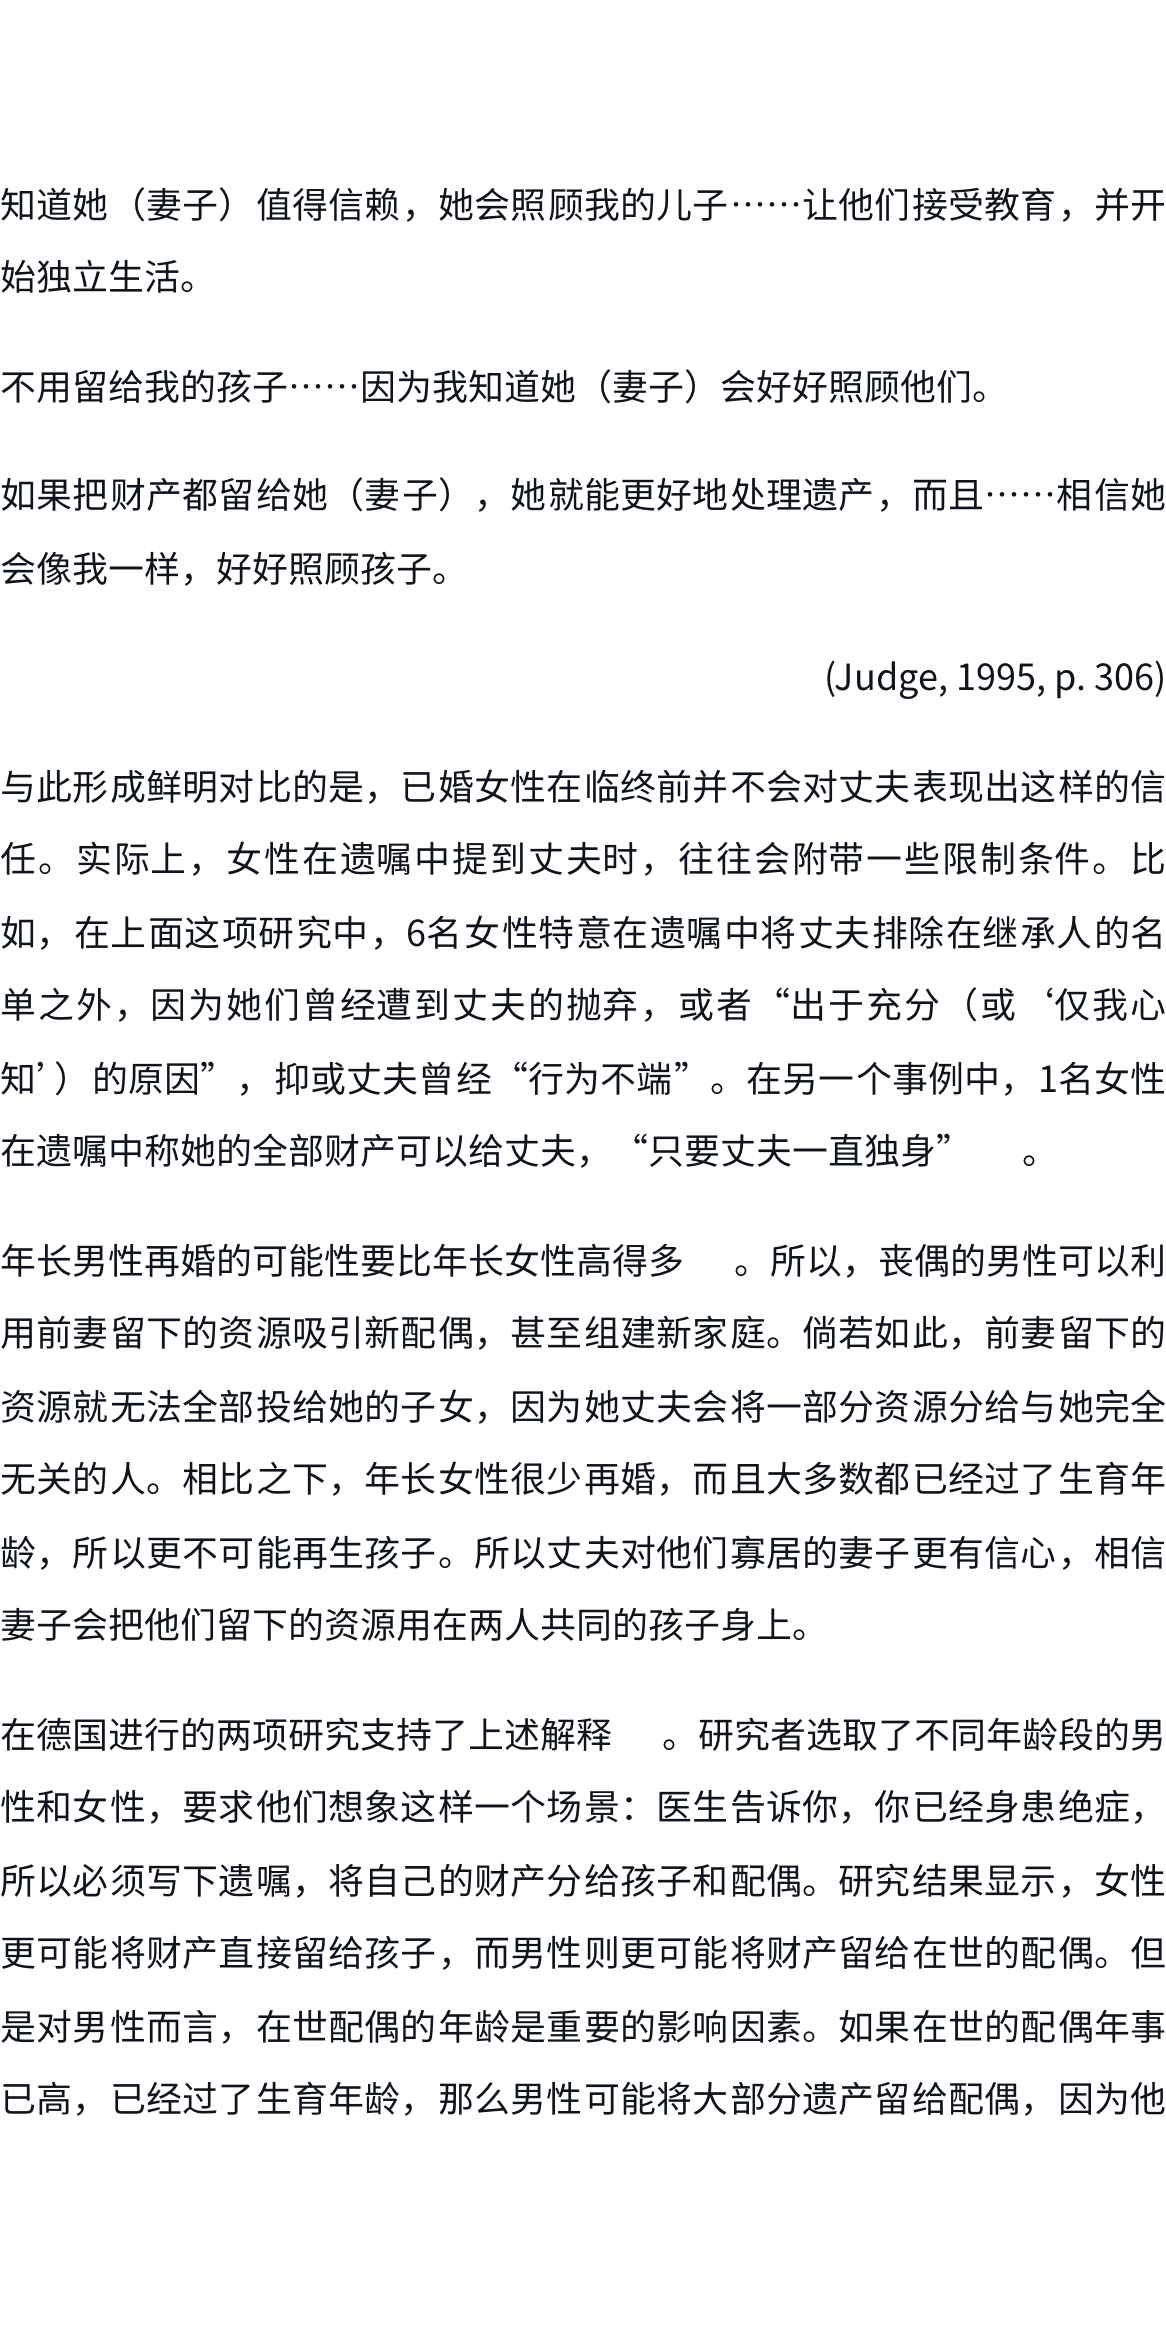 知道她（妻子）值得信赖，她会照顾我的儿子……让他们接受教育，并开
始独立生活。
不用留给我的孩子……因为我知道她（妻子）会好好照顾他们。
如果把财产都留给她（妻子），她就能更好地处理遗产，而且……相信她
会像我一样，好好照顾孩子。
(Judge, 1995, p. 306)
与此形成鲜明对比的是，已婚女性在临终前并不会对丈夫表现出这样的信
任。实际上，女性在遗嘱中提到丈夫时，往往会附带一些限制条件。比
如，在上面这项研究中，6名女性特意在遗嘱中将丈夫排除在继承人的名
单之外，因为她们曾经遭到丈夫的抛弃，或者“出于充分（或‘仅我心
知’）的原因”，抑或丈夫曾经“行为不端”。在另一个事例中，1名女性
在遗嘱中称她的全部财产可以给丈夫，“只要丈夫一直独身” 。
年长男性再婚的可能性要比年长女性高得多 。所以，丧偶的男性可以利
用前妻留下的资源吸引新配偶，甚至组建新家庭。倘若如此，前妻留下的
资源就无法全部投给她的子女，因为她丈夫会将一部分资源分给与她完全
无关的人。相比之下，年长女性很少再婚，而且大多数都已经过了生育年
龄，所以更不可能再生孩子。所以丈夫对他们寡居的妻子更有信心，相信
妻子会把他们留下的资源用在两人共同的孩子身上。
在德国进行的两项研究支持了上述解释 。研究者选取了不同年龄段的男
性和女性，要求他们想象这样一个场景：医生告诉你，你已经身患绝症，
所以必须写下遗嘱，将自己的财产分给孩子和配偶。研究结果显示，女性
更可能将财产直接留给孩子，而男性则更可能将财产留给在世的配偶。但
是对男性而言，在世配偶的年龄是重要的影响因素。如果在世的配偶年事
已高，已经过了生育年龄，那么男性可能将大部分遗产留给配偶，因为他